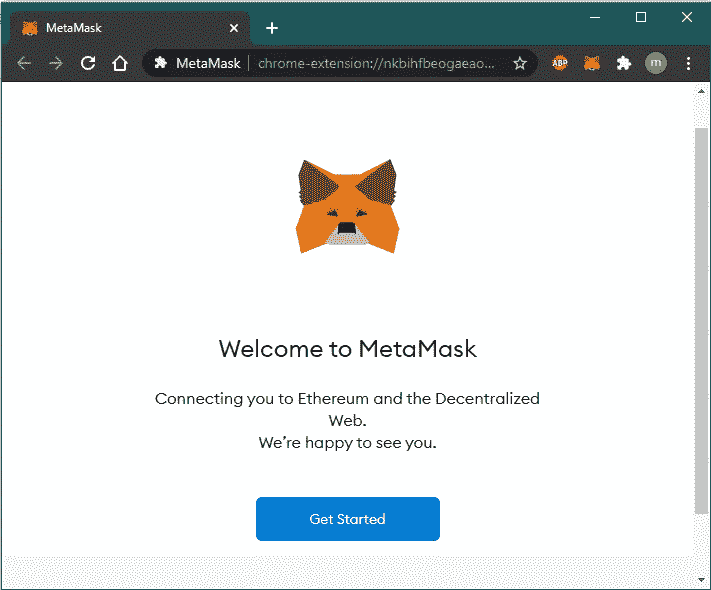 MetaMask
MetaMask chrome-extension://nkbihfbeogaeao...
ABP
m
Welcome to MetaMask
Connecting you to Ethereum and the Decentralized
Web.
We’re happy to see you.
Get Started